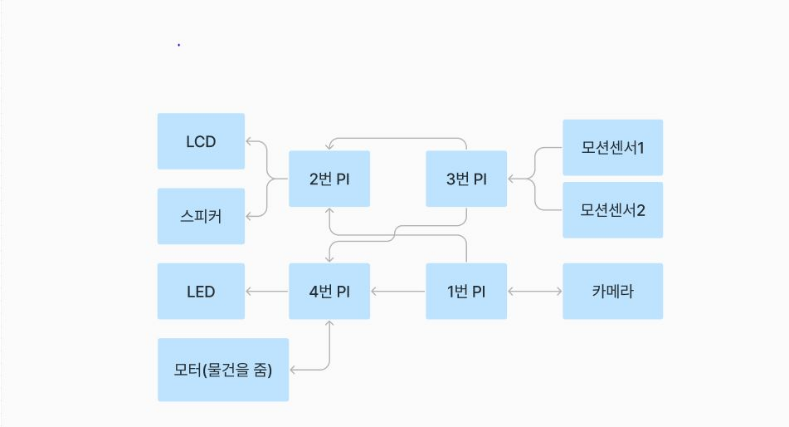 LCD
2번 PI
3번 PI
모션센서1
스피커
모션센서2
LED
4번 PI
1번 PI
카메라
모터(물건을 줌)